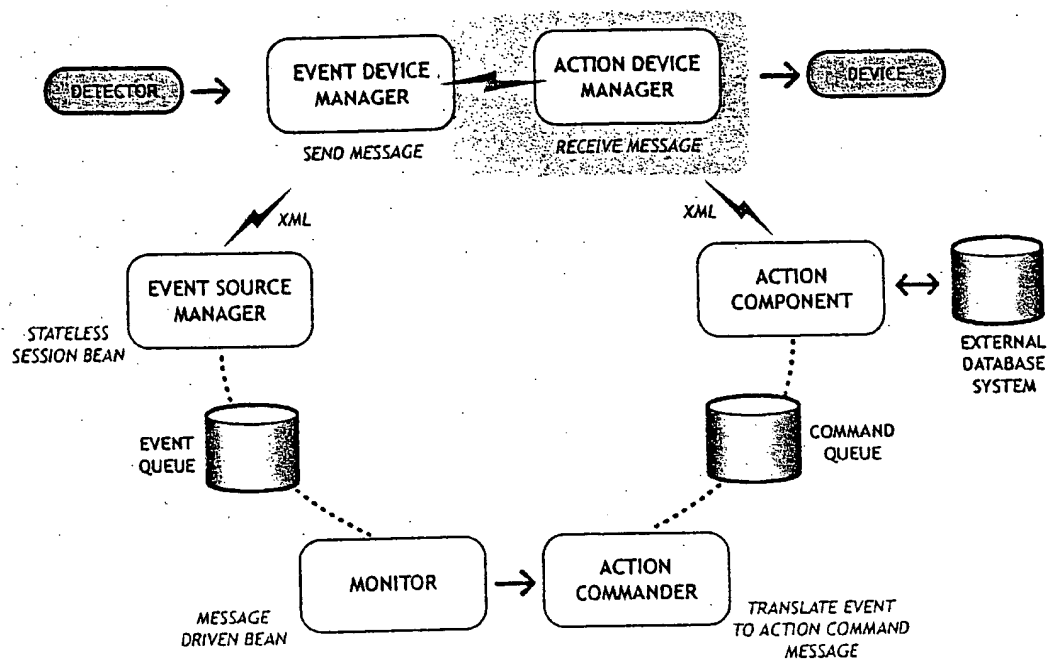 DETECTOR
EVENT DEVICE
MANAGER
ACTION DEVICE
MANAGER
DEVICE
SEND MESSAGE
RECEIVE MESSAGE
XML
XML
EVENT SOURCE
MANAGER
ACTION
COMPONENT
STATELESS
SESSION BEAN
EXTERNAL
DATABASE
SYSTEM
EVENT
QUEUE
COMMAND
QUEUE
MONITOR
ACTION
COMMANDER
MESSAGE
DRIVEN BEAN
TRANSLATE EVENT
TO ACTION COMMAND
MESSAGE